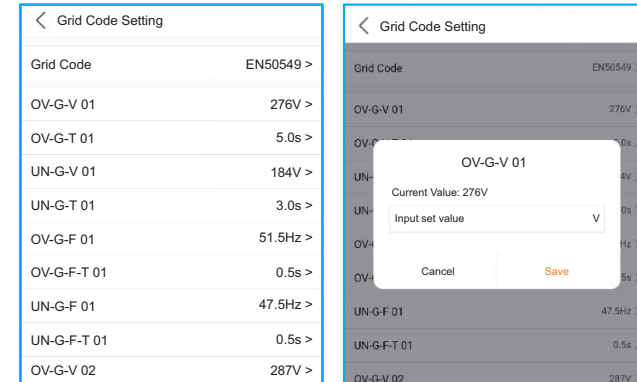 Grid Code Setting
Grid Code EN50549 >
OV-G-V 01 276V >
OV-G-T 01 5.0s >
UN-G-V 01 184V >
UN-G-T 01 3.0s >
OV-G-F 01 51.5Hz >
OV-G-F-T 01 0.5s >
UN-G-F 01 47.5Hz >
UN-G-F-T 01 0.5s >
OV-G-V 02 287V >
Grid Code Setting
Grid Code EN50549
OV-G-V 01 276V
OV-G-V 01
Current Value: 276V
Input set value V
Cancel Save
UN-G-F 01 47.5Hz
UN-G-F-T 01 0.5s
OV-G-V 02 287V